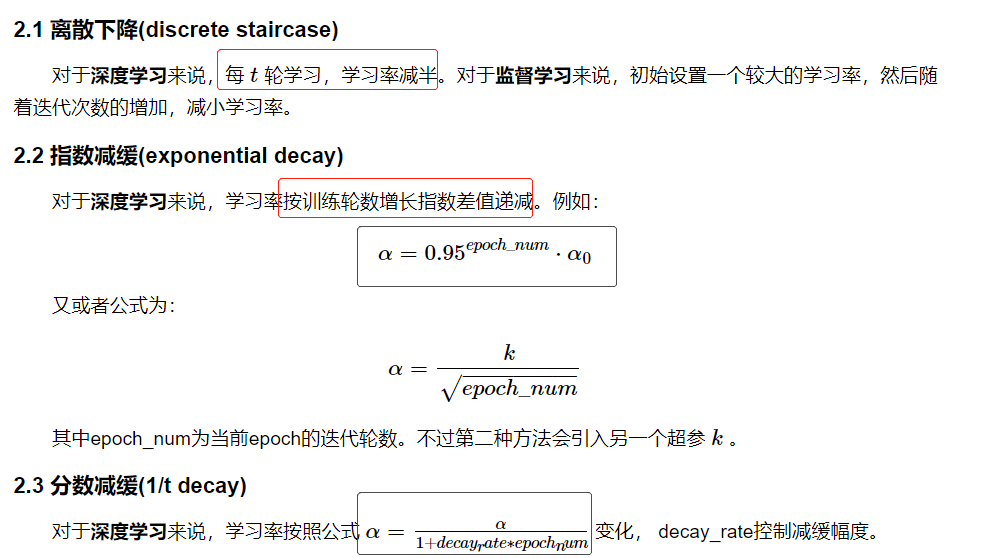 2.1 离散下降(discrete staircase)
对于深度学习来说，每 t 轮学习，学习率减半。对于监督学习来说，初始设置一个较大的学习率，然后随
着迭代次数的增加，减小学习率。
2.2 指数减缓(exponential decay)
对于深度学习来说，学习率按训练轮数增长指数差值递减。例如：
α = 0.95^{epoch_num} · α_0
又或者公式为：
α = \frac{k}{\sqrt{epoch\_num}}
其中epoch_num为当前epoch的迭代轮数。不过第二种方法会引入另一个超参 k 。
2.3 分数减缓(1/t decay)
对于深度学习来说，学习率按照公式 α = \frac{α}{1+decay_rate*epoch_num} 变化， decay_rate控制减缓幅度。